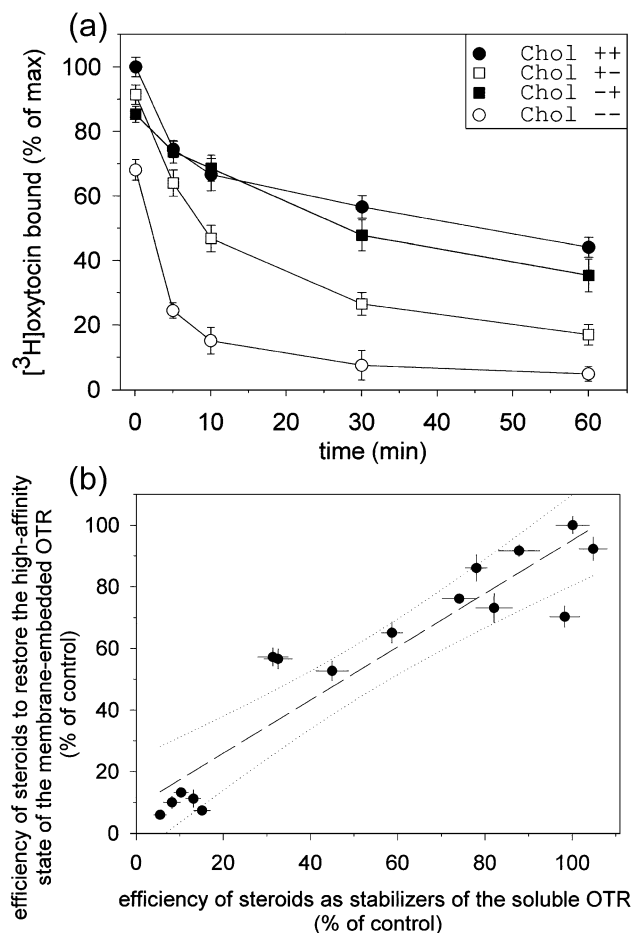 (a)
100
80
60
40
20
0
[³H]oxytocin bound (% of max)
Chol ++
Chol +-
Chol -+
Chol --
0 10 20 30 40 50 60
time (min)
(b)
efficiency of steroids to restore the high-affinity
state of the membrane-embedded OTR
(% of control)
100
80
60
40
20
0
0 20 40 60 80 100
efficiency of steroids as stabilizers of the soluble OTR
(% of control)